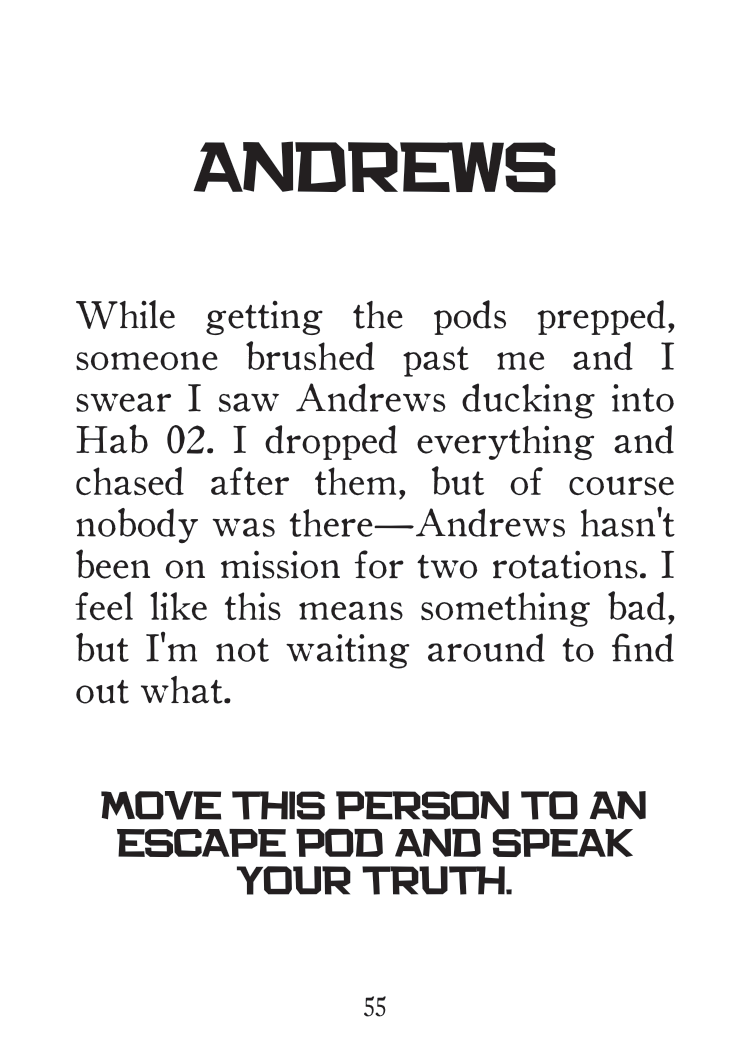 ANDREWS
While getting the pods prepped,
someone brushed past me and I
swear I saw Andrews ducking into
Hab 02. I dropped everything and
chased after them, but of course
nobody was there—Andrews hasn't
been on mission for two rotations. I
feel like this means something bad,
but I'm not waiting around to find
out what.
MOVE THIS PERSON TO AN
ESCAPE POD AND SPEAK
YOUR TRUTH.
55